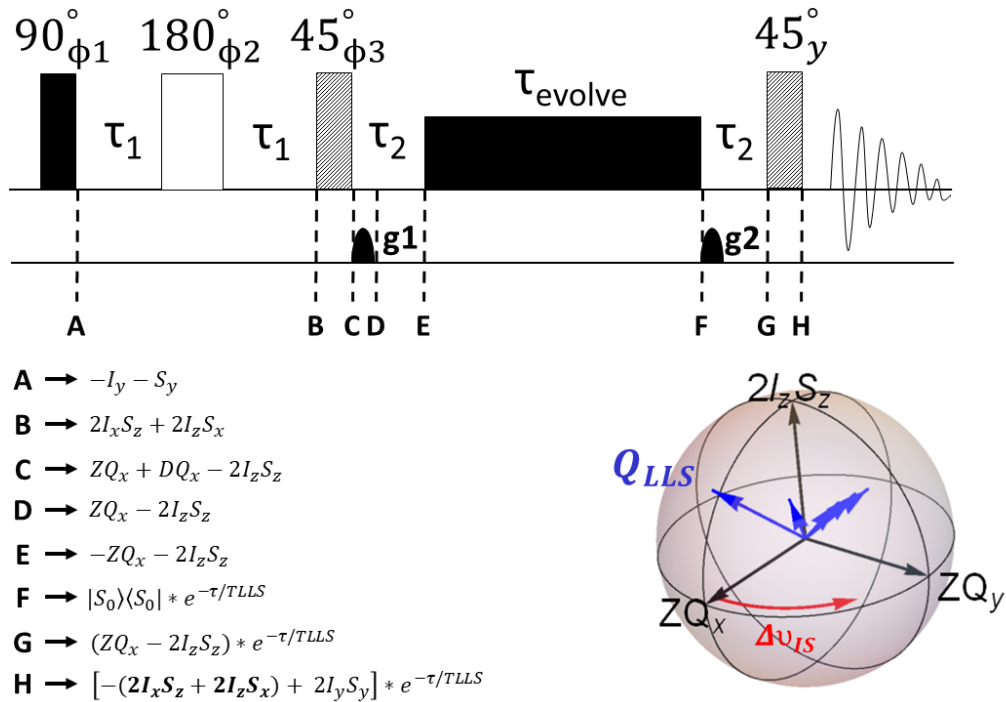 90°ϕ1 180°ϕ2 45°ϕ3 45°y
τ1 τ1 τ2 τevolve τ2
g1 g2
A B C D E F G H
A → −Iy − Sy
B → 2IxSz + 2IzSx
C → ZQx + DQx − 2IzSz
D → ZQx − 2IzSz
E → −ZQx − 2IzSz
F → |S0⟩⟨S0| * e−τ/TLLS
G → (ZQx − 2IzSz) * e−τ/TLLS
H → [−(2IxSz + 2IzSx) + 2IySy] * e−τ/TLLS
2IzSz
QLLS
ZQx
ZQy
ΔυIS